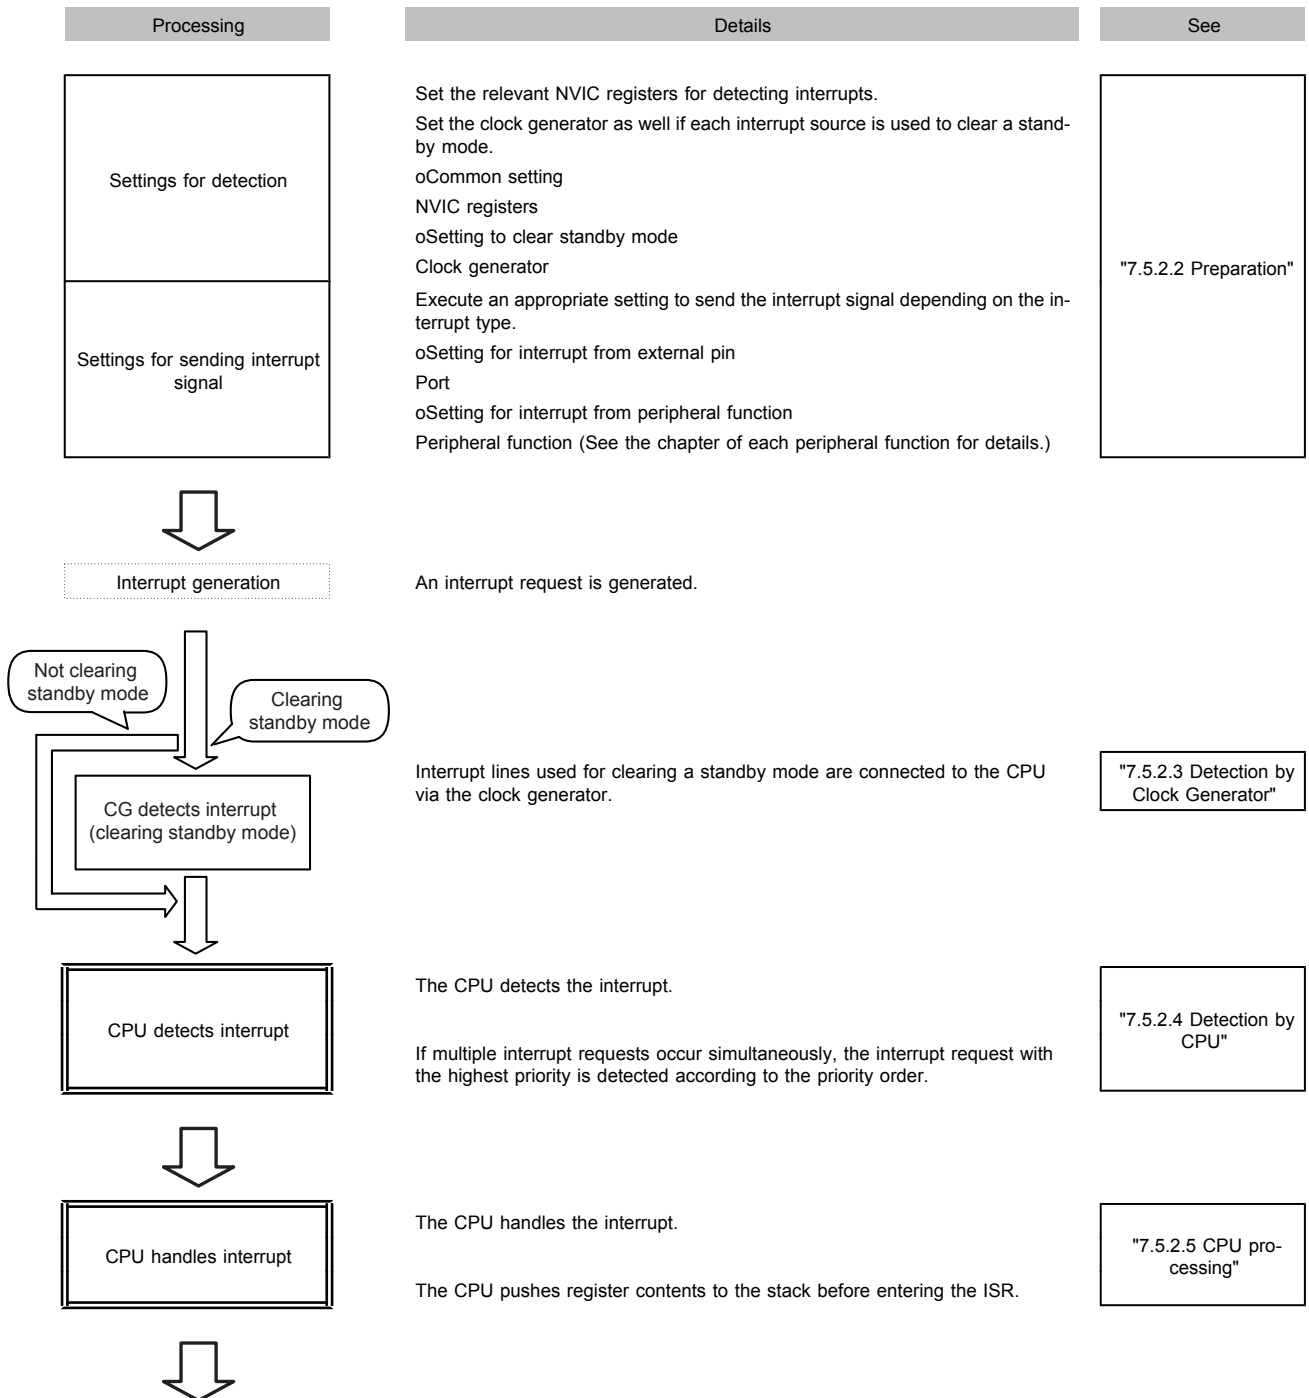 Processing
Details
See
Settings for detection
Set the relevant NVIC registers for detecting interrupts.
Set the clock generator as well if each interrupt source is used to clear a stand-
by mode.
oCommon setting
NVIC registers
oSetting to clear standby mode
Clock generator
"7.5.2.2 Preparation"
Settings for sending interrupt
signal
Execute an appropriate setting to send the interrupt signal depending on the in-
terrupt type.
oSetting for interrupt from external pin
Port
oSetting for interrupt from peripheral function
Peripheral function (See the chapter of each peripheral function for details.)
Interrupt generation
An interrupt request is generated.
Not clearing
standby mode
Clearing
standby mode
CG detects interrupt
(clearing standby mode)
Interrupt lines used for clearing a standby mode are connected to the CPU
via the clock generator.
"7.5.2.3 Detection by
Clock Generator"
CPU detects interrupt
The CPU detects the interrupt.
If multiple interrupt requests occur simultaneously, the interrupt request with
the highest priority is detected according to the priority order.
"7.5.2.4 Detection by
CPU"
CPU handles interrupt
The CPU handles the interrupt.
The CPU pushes register contents to the stack before entering the ISR.
"7.5.2.5 CPU pro-
cessing"